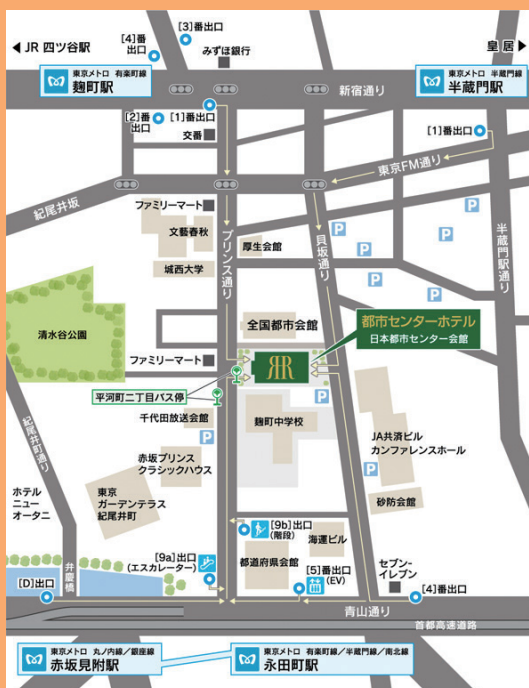 ◀ JR 四ツ谷駅
[4]番
出口
[3]番出口
みずほ銀行
皇居▶
東京メトロ 有楽町線
麹町駅
新宿通り
東京メトロ 半蔵門線
半蔵門駅
[2]番
出口
[1]番出口
交番
[1]番出口
東京FM通り
紀尾井坂
ファミリーマート
文藝春秋
城西大学
プリンス通り
厚生会館
貝坂通り
P
P
P
P
P
P
半蔵門駅通り
清水谷公園
全国都市会館
都市センターホテル
日本都市センター会館
ファミリーマート
平河町二丁目バス停
千代田放送会館
P
P
麹町中学校
紀尾井町通り
赤坂プリンス
クラシックハウス
JA共済ビル
カンファレンスホール
P
東京
ガーデンテラス
紀尾井町
ホテル
ニュー
オータニ
砂防会館
弁慶橋
[9a]出口
(エスカレーター)
[9b]出口
(階段)
海運ビル
都道府県会館
[5]番出口
(EV)
セブン-
イレブン
[D]出口
[4]番出口
青山通り
首都高速道路
東京メトロ 丸ノ内線/銀座線
赤坂見附駅
東京メトロ 有楽町線/半蔵門線/南北線
永田町駅